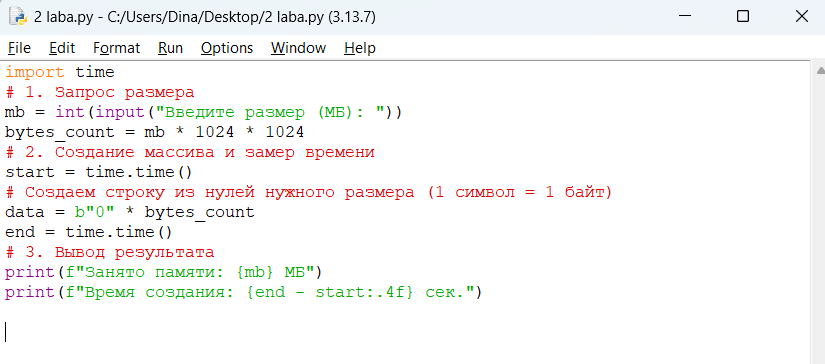 2 laba.py - C:/Users/Dina/Desktop/2 laba.py (3.13.7)
File Edit Format Run Options Window Help
import time
# 1. Запрос размера
mb = int(input("Введите размер (МБ): "))
bytes_count = mb * 1024 * 1024
# 2. Создание массива и замер времени
start = time.time()
# Создаем строку из нулей нужного размера (1 символ = 1 байт)
data = b"0" * bytes_count
end = time.time()
# 3. Вывод результата
print(f"Занято памяти: {mb} МБ")
print(f"Время создания: {end - start:.4f} сек.")